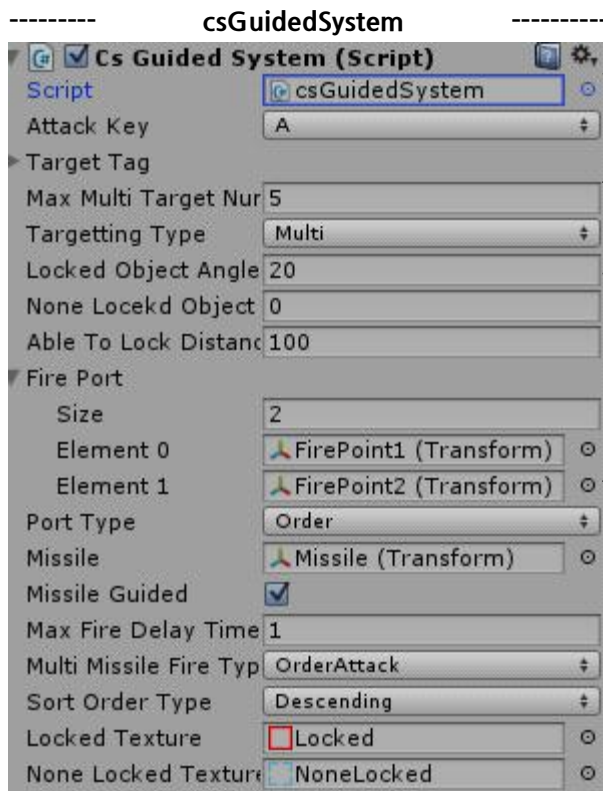 --------- csGuidedSystem ----------
Cs Guided System (Script)
Script csGuidedSystem
Attack Key A
Target Tag
Max Multi Target Nur 5
Targetting Type Multi
Locked Object Angle 20
None Locekd Object 0
Able To Lock Distanc 100
Fire Port
Size 2
Element 0 FirePoint1 (Transform)
Element 1 FirePoint2 (Transform)
Port Type Order
Missile Missile (Transform)
Missile Guided
Max Fire Delay Time 1
Multi Missile Fire Typ OrderAttack
Sort Order Type Descending
Locked Texture Locked
None Locked Texture NoneLocked